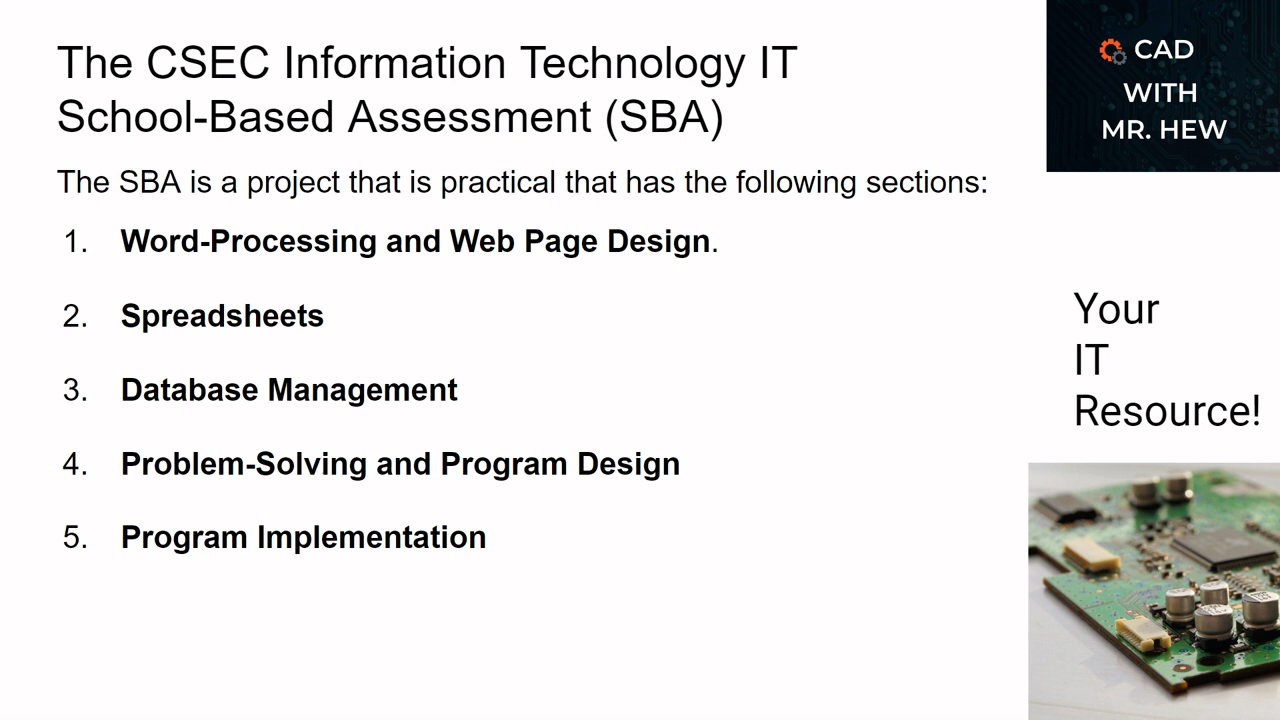 The CSEC Information Technology IT
School-Based Assessment (SBA)
The SBA is a project that is practical that has the following sections:
1. Word-Processing and Web Page Design.
2. Spreadsheets
3. Database Management
4. Problem-Solving and Program Design
5. Program Implementation
CAD
WITH
MR. HEW
Your
IT
Resource!